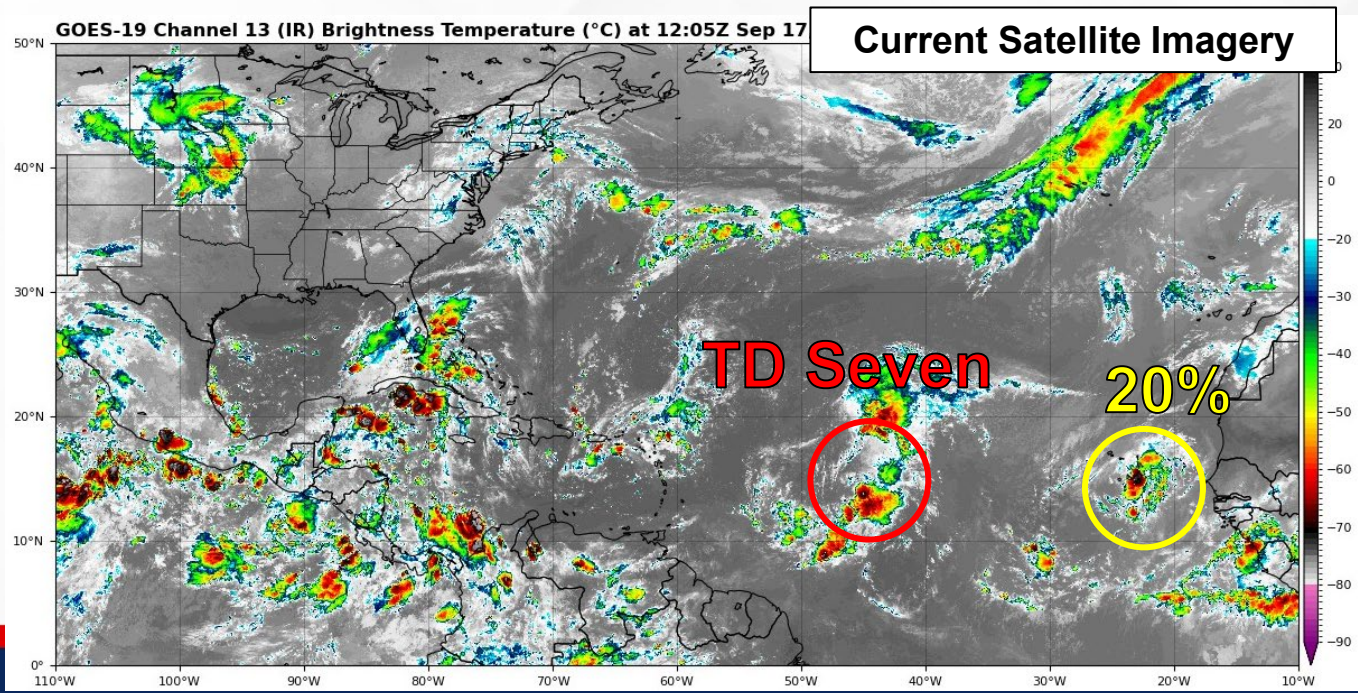 GOES-19 Channel 13 (IR) Brightness Temperature (°C) at 12:05Z Sep 17
Current Satellite Imagery
50°N
40°N
30°N
20°N
10°N
0°
TD Seven
20%
20
0
−20
−30
−40
−50
−60
−70
−80
−90
110°W 100°W 90°W 80°W 70°W 60°W 50°W 40°W 30°W 20°W 10°W